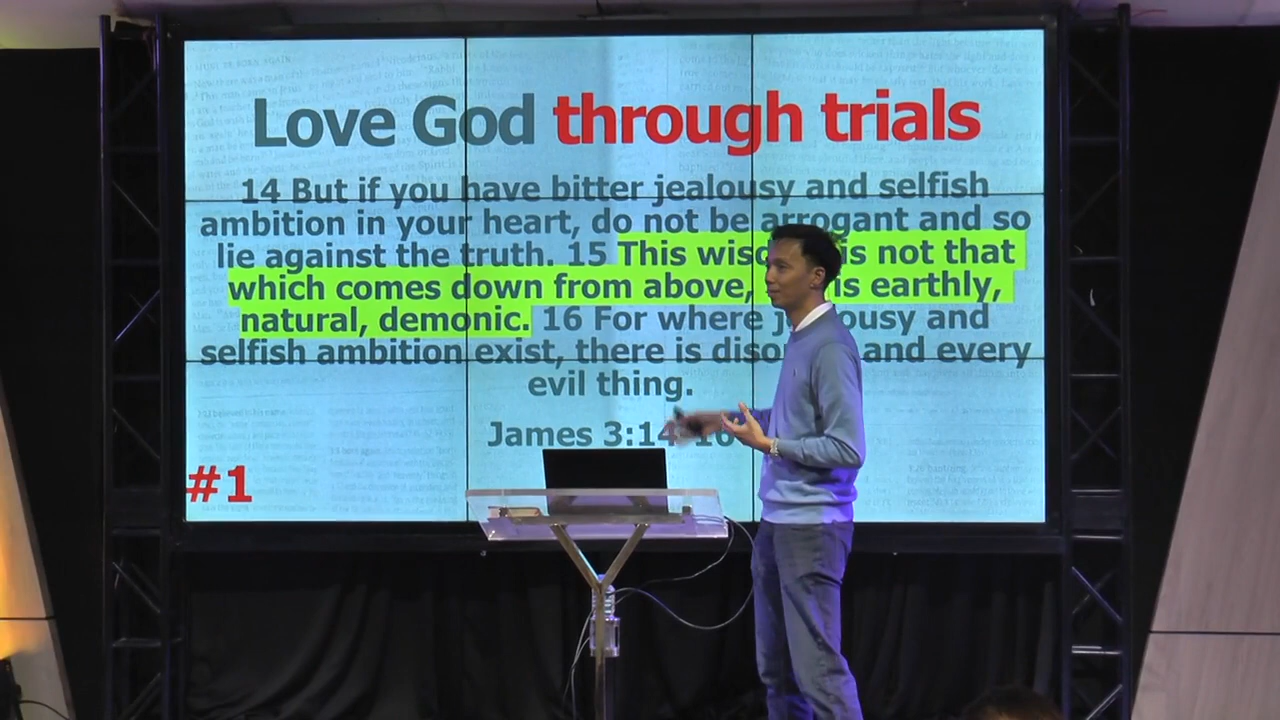 Love God through trials
14 But if you have bitter jealousy and selfish
ambition in your heart, do not be arrogant and so
lie against the truth. 15 This is not that
which comes down from above, is earthly,
natural, demonic. 16 For where and
selfish ambition exist, there is and every
evil thing.
James 3:14-16
#1